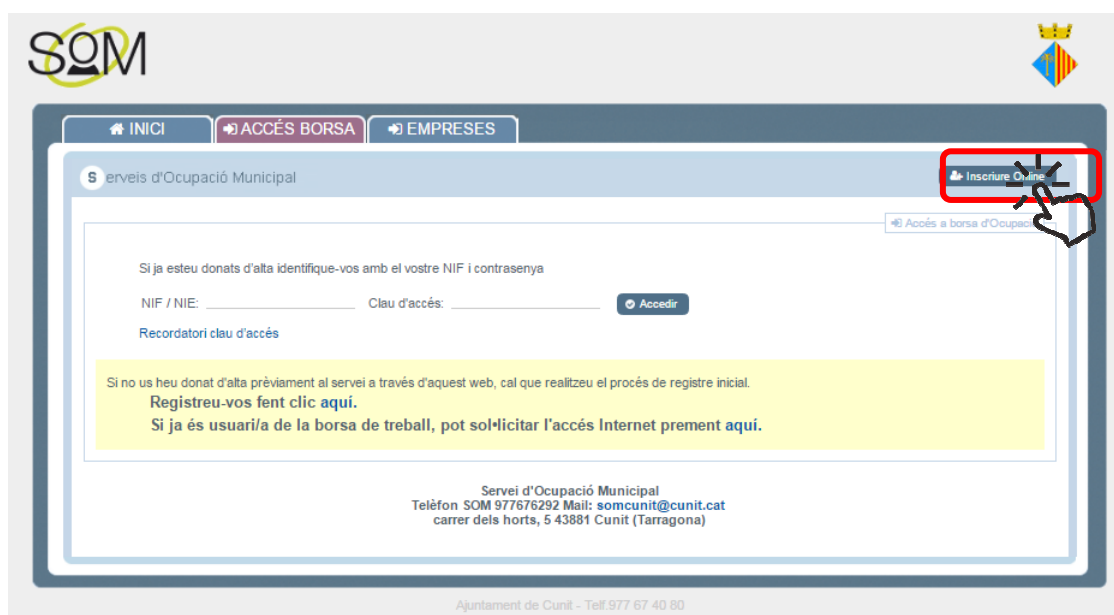 SOM
INICI
ACCÉS BORSA
EMPRESES
Serveis d'Ocupació Municipal
Inscriure Online
Accés a borsa d'Ocupació
Si ja esteu donats d'alta identifique-vos amb el vostre NIF i contrasenya
NIF / NIE:
Clau d'accés:
Accedir
Recordatori clau d'accés
Si no us heu donat d'alta prèviament al servei a través d'aquest web, cal que realitzeu el procés de registre inicial.
Registreu-vos fent clic aquí.
Si ja és usuari/a de la borsa de treball, pot sol•licitar l'accés Internet prement aquí.
Servei d'Ocupació Municipal
Telèfon SOM 977676292 Mail: somcunit@cunit.cat
carrer dels horts, 5 43881 Cunit (Tarragona)
Ajuntament de Cunit - Telf.977 67 40 80